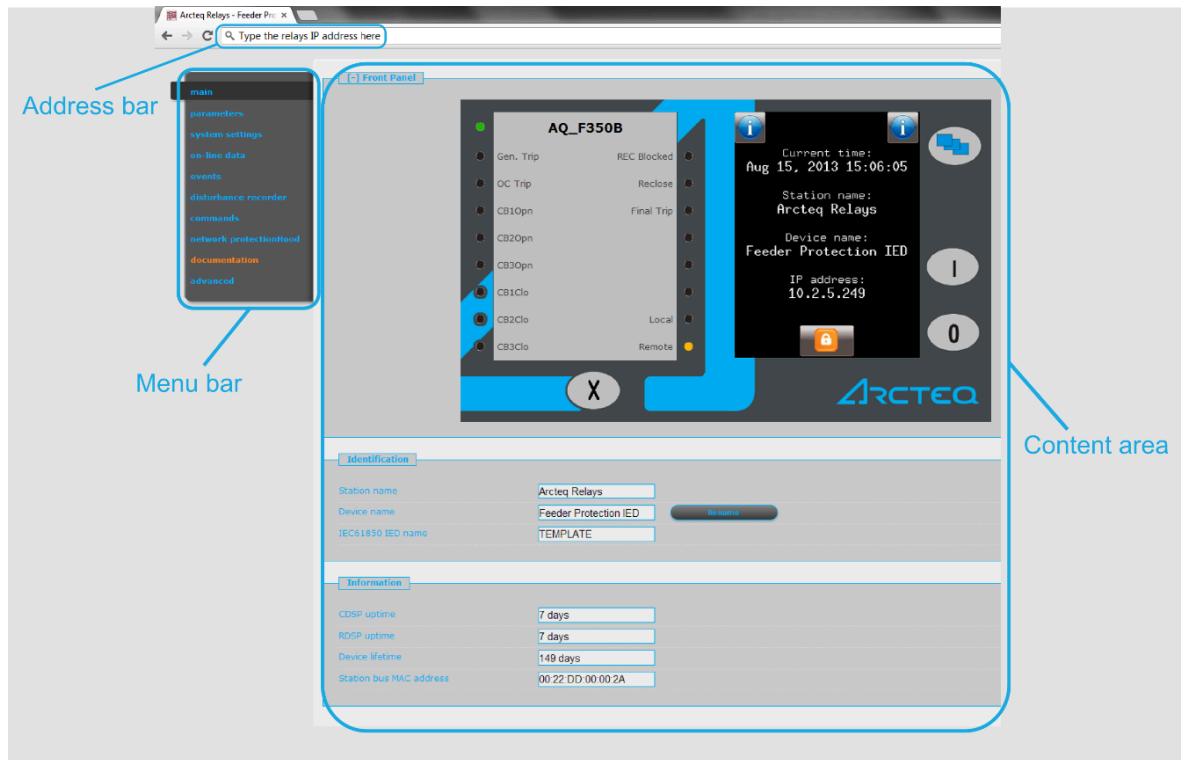 Arcteq Relays - Feeder Pro
Type the relays IP address here
Address bar
main
parameters
system settings
on-line data
events
disturbance recorder
commands
network protectionHood
documentation
advanced
Menu bar
[-] Front Panel
AQ_F350B
Gen. Trip REC Blocked
OC Trip Reclose
CB1Opn Final Trip
CB2Opn
CB3Opn
CB1Clo
CB2Clo Local
CB3Clo Remote
X
i i
Current time:
Aug 15, 2013 15:06:05
Station name:
Arcteq Relays
Device name:
Feeder Protection IED
IP address:
10.2.5.249
I
0
ARCTEQ
Content area
Identification
Station name Arcteq Relays
Device name Feeder Protection IED Rename
IEC61850 IED name TEMPLATE
Information
CDSP uptime 7 days
RDSP uptime 7 days
Device lifetime 149 days
Station bus MAC address 00:22:DD:00:00:2A